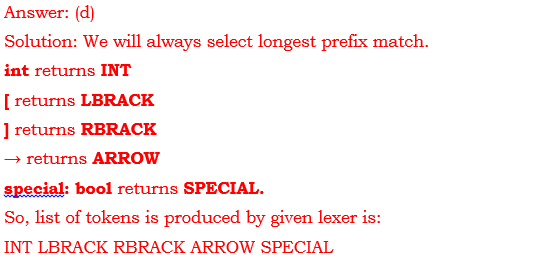 Answer: (d)
Solution: We will always select longest prefix match.
int returns INT
[ returns LBRACK
] returns RBRACK
→ returns ARROW
special: bool returns SPECIAL.
So, list of tokens is produced by given lexer is:
INT LBRACK RBRACK ARROW SPECIAL